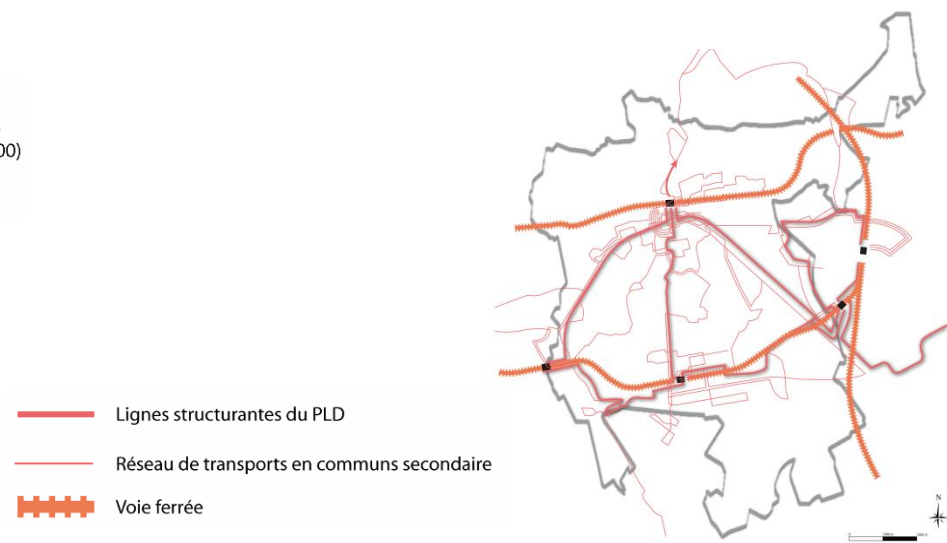 00)
Lignes structurantes du PLD
Réseau de transports en communs secondaire
Voie ferrée
N